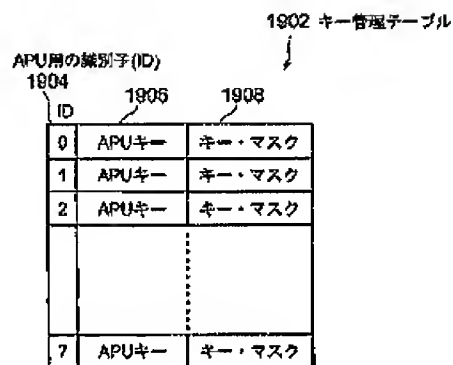 1902 キー管理テーブル
APU用の識別子(ID)
1904 1906 1908
ID
0 APUキー キー・マスク
1 APUキー キー・マスク
2 APUキー キー・マスク
7 APUキー キー・マスク